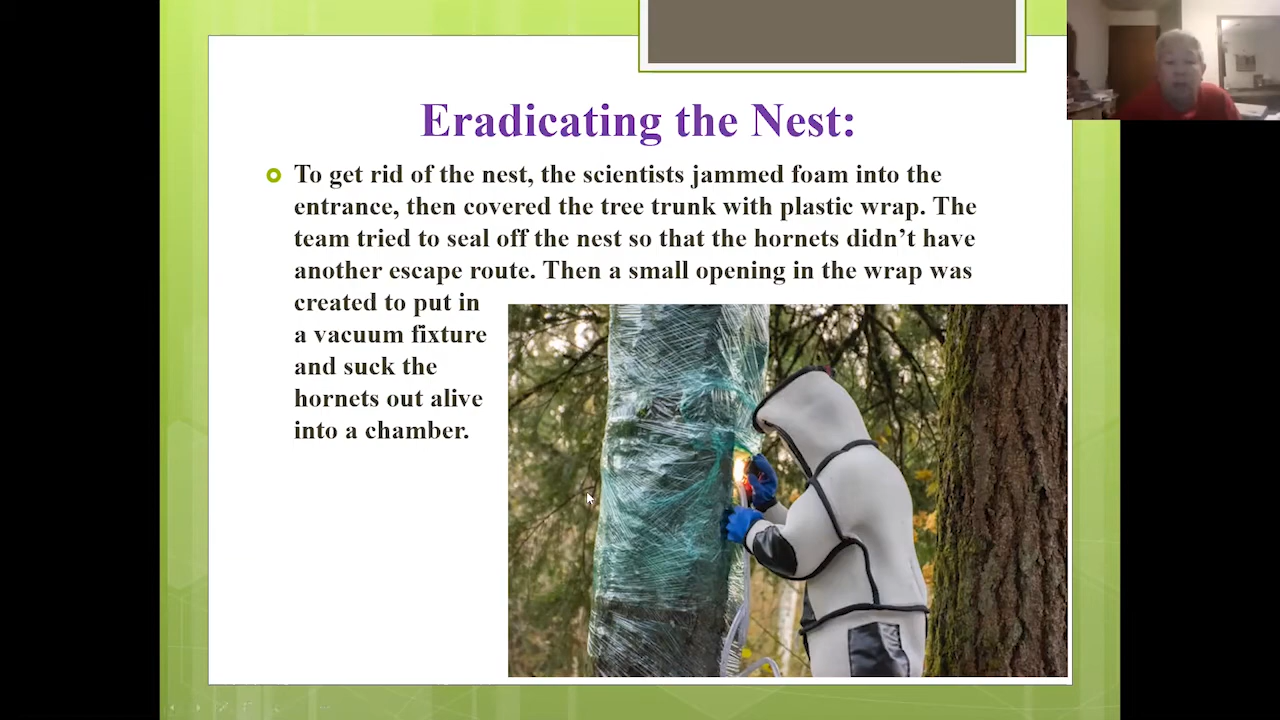 Eradicating the Nest:
To get rid of the nest, the scientists jammed foam into the
entrance, then covered the tree trunk with plastic wrap. The
team tried to seal off the nest so that the hornets didn’t have
another escape route. Then a small opening in the wrap was
created to put in
a vacuum fixture
and suck the
hornets out alive
into a chamber.